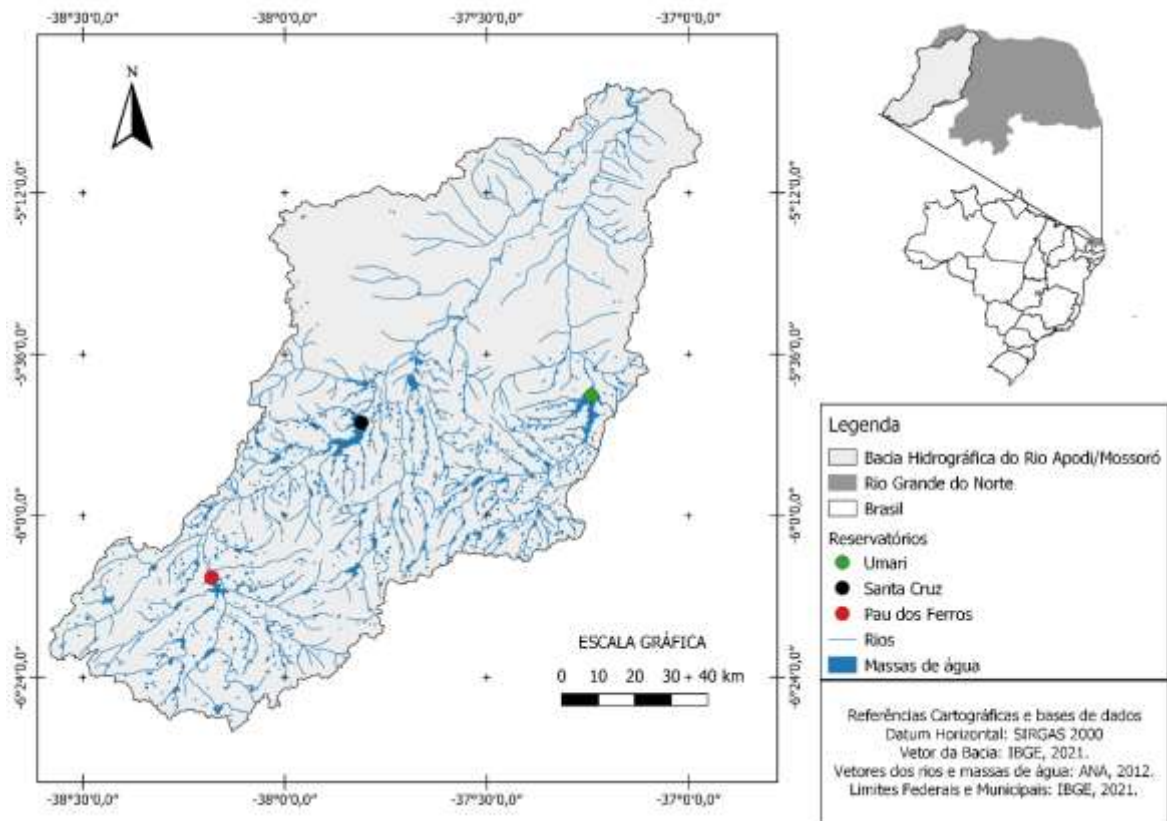 -38°30'0,0" -38°0'0,0" -37°30'0,0" -37°0'0,0"
N
-5°12'0,0" -5°12'0,0"
-5°36'0,0" -5°36'0,0"
-6°0'0,0" -6°0'0,0"
-6°24'0,0" -6°24'0,0"
ESCALA GRÁFICA
0 10 20 30 40 km
-38°30'0,0" -38°0'0,0" -37°30'0,0" -37°0'0,0"
Legenda
Bacia Hidrográfica do Rio Apodi/Mossoró
Rio Grande do Norte
Brasil
Reservatórios
Umari
Santa Cruz
Pau dos Ferros
Rios
Massas de água
Referências Cartográficas e bases de dados
Datum Horizontal: SIRGAS 2000
Vetor da Bacia: IBGE, 2021.
Vetores dos rios e massas de água: ANA, 2012.
Limites Federais e Municipais: IBGE, 2021.